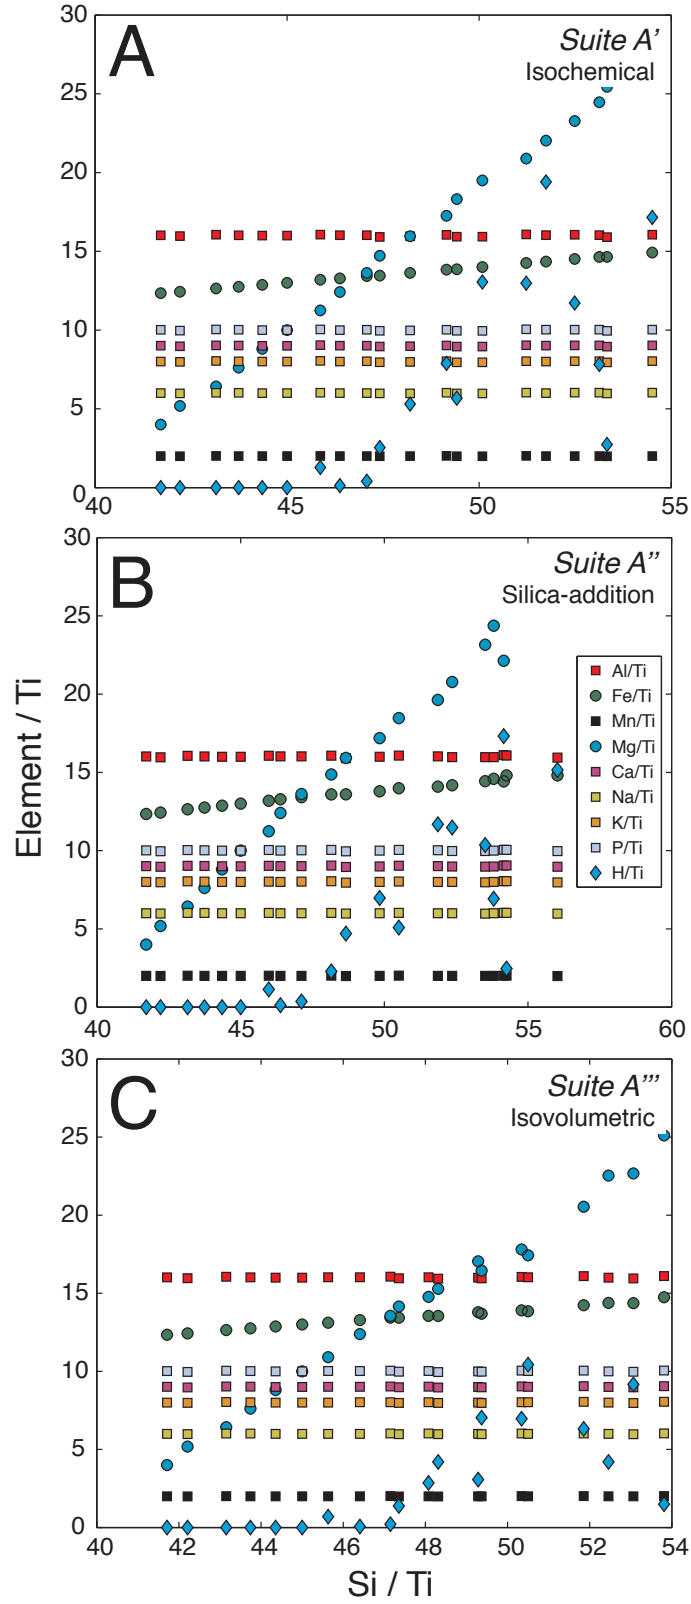 A
Suite A'
Isochemical
30
25
20
15
10
5
0
40
45
50
55
B
Suite A''
Silica-addition
30
25
20
15
10
5
0
Al/Ti
Fe/Ti
Mn/Ti
Mg/Ti
Ca/Ti
Na/Ti
K/Ti
P/Ti
H/Ti
40
45
50
55
60
Element / Ti
C
Suite A'''
Isovolumetric
30
25
20
15
10
5
0
40
42
44
46
48
50
52
54
Si / Ti